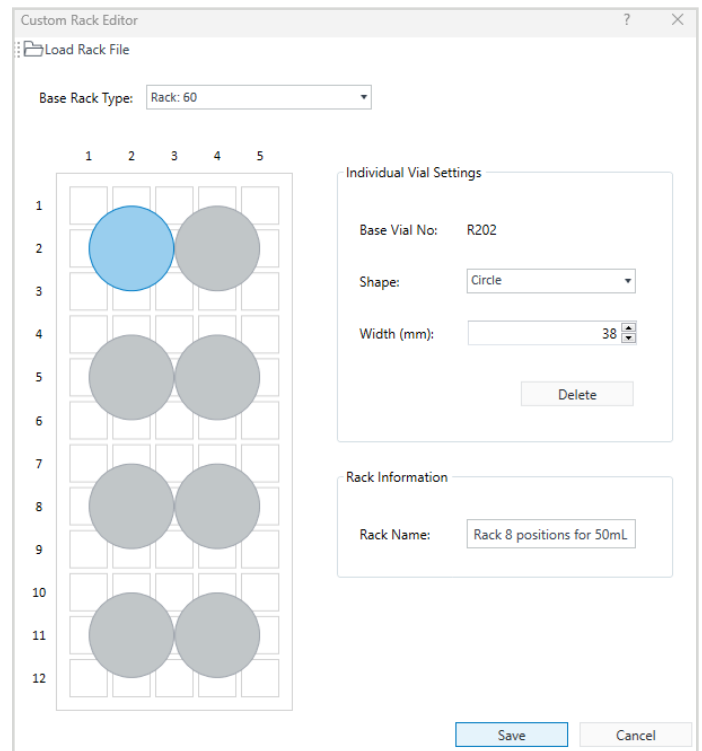 Custom Rack Editor ? ×
Load Rack File
Base Rack Type: Rack: 60
1 2 3 4 5
1
2
3
4
5
6
7
8
9
10
11
12
Individual Vial Settings
Base Vial No: R202
Shape: Circle
Width (mm): 38
Delete
Rack Information
Rack Name: Rack 8 positions for 50mL
Save Cancel